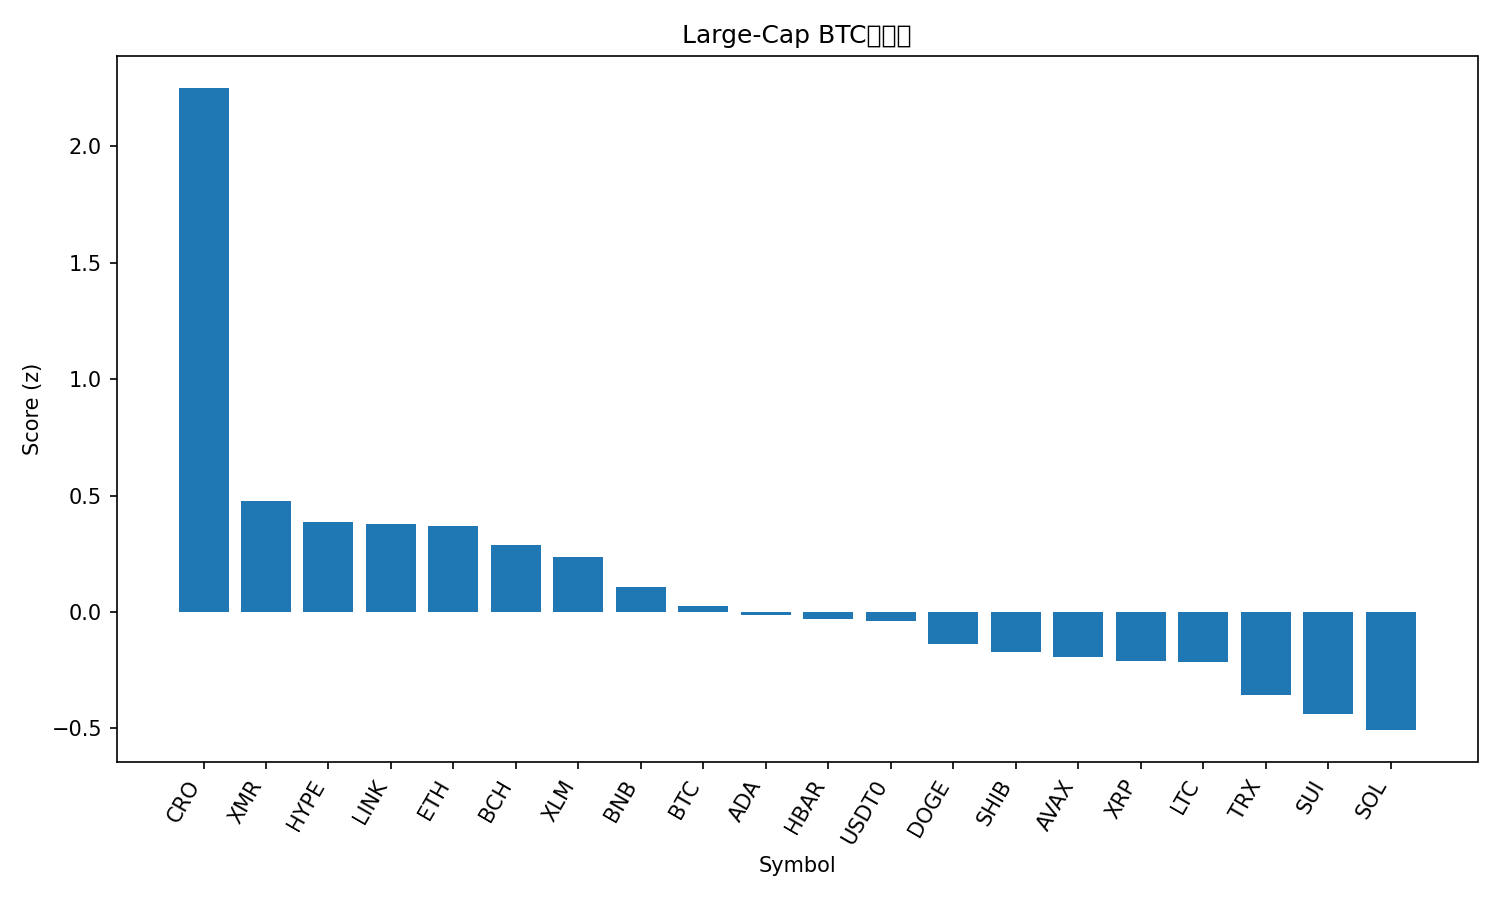 Large-Cap BTC
Score (z)
2.0
1.5
1.0
0.5
0.0
−0.5
CRO
XMR
HYPE
LINK
ETH
BCH
XLM
BNB
BTC
ADA
HBAR
USDT0
DOGE
SHIB
AVAX
XRP
LTC
TRX
SUI
SOL
Symbol